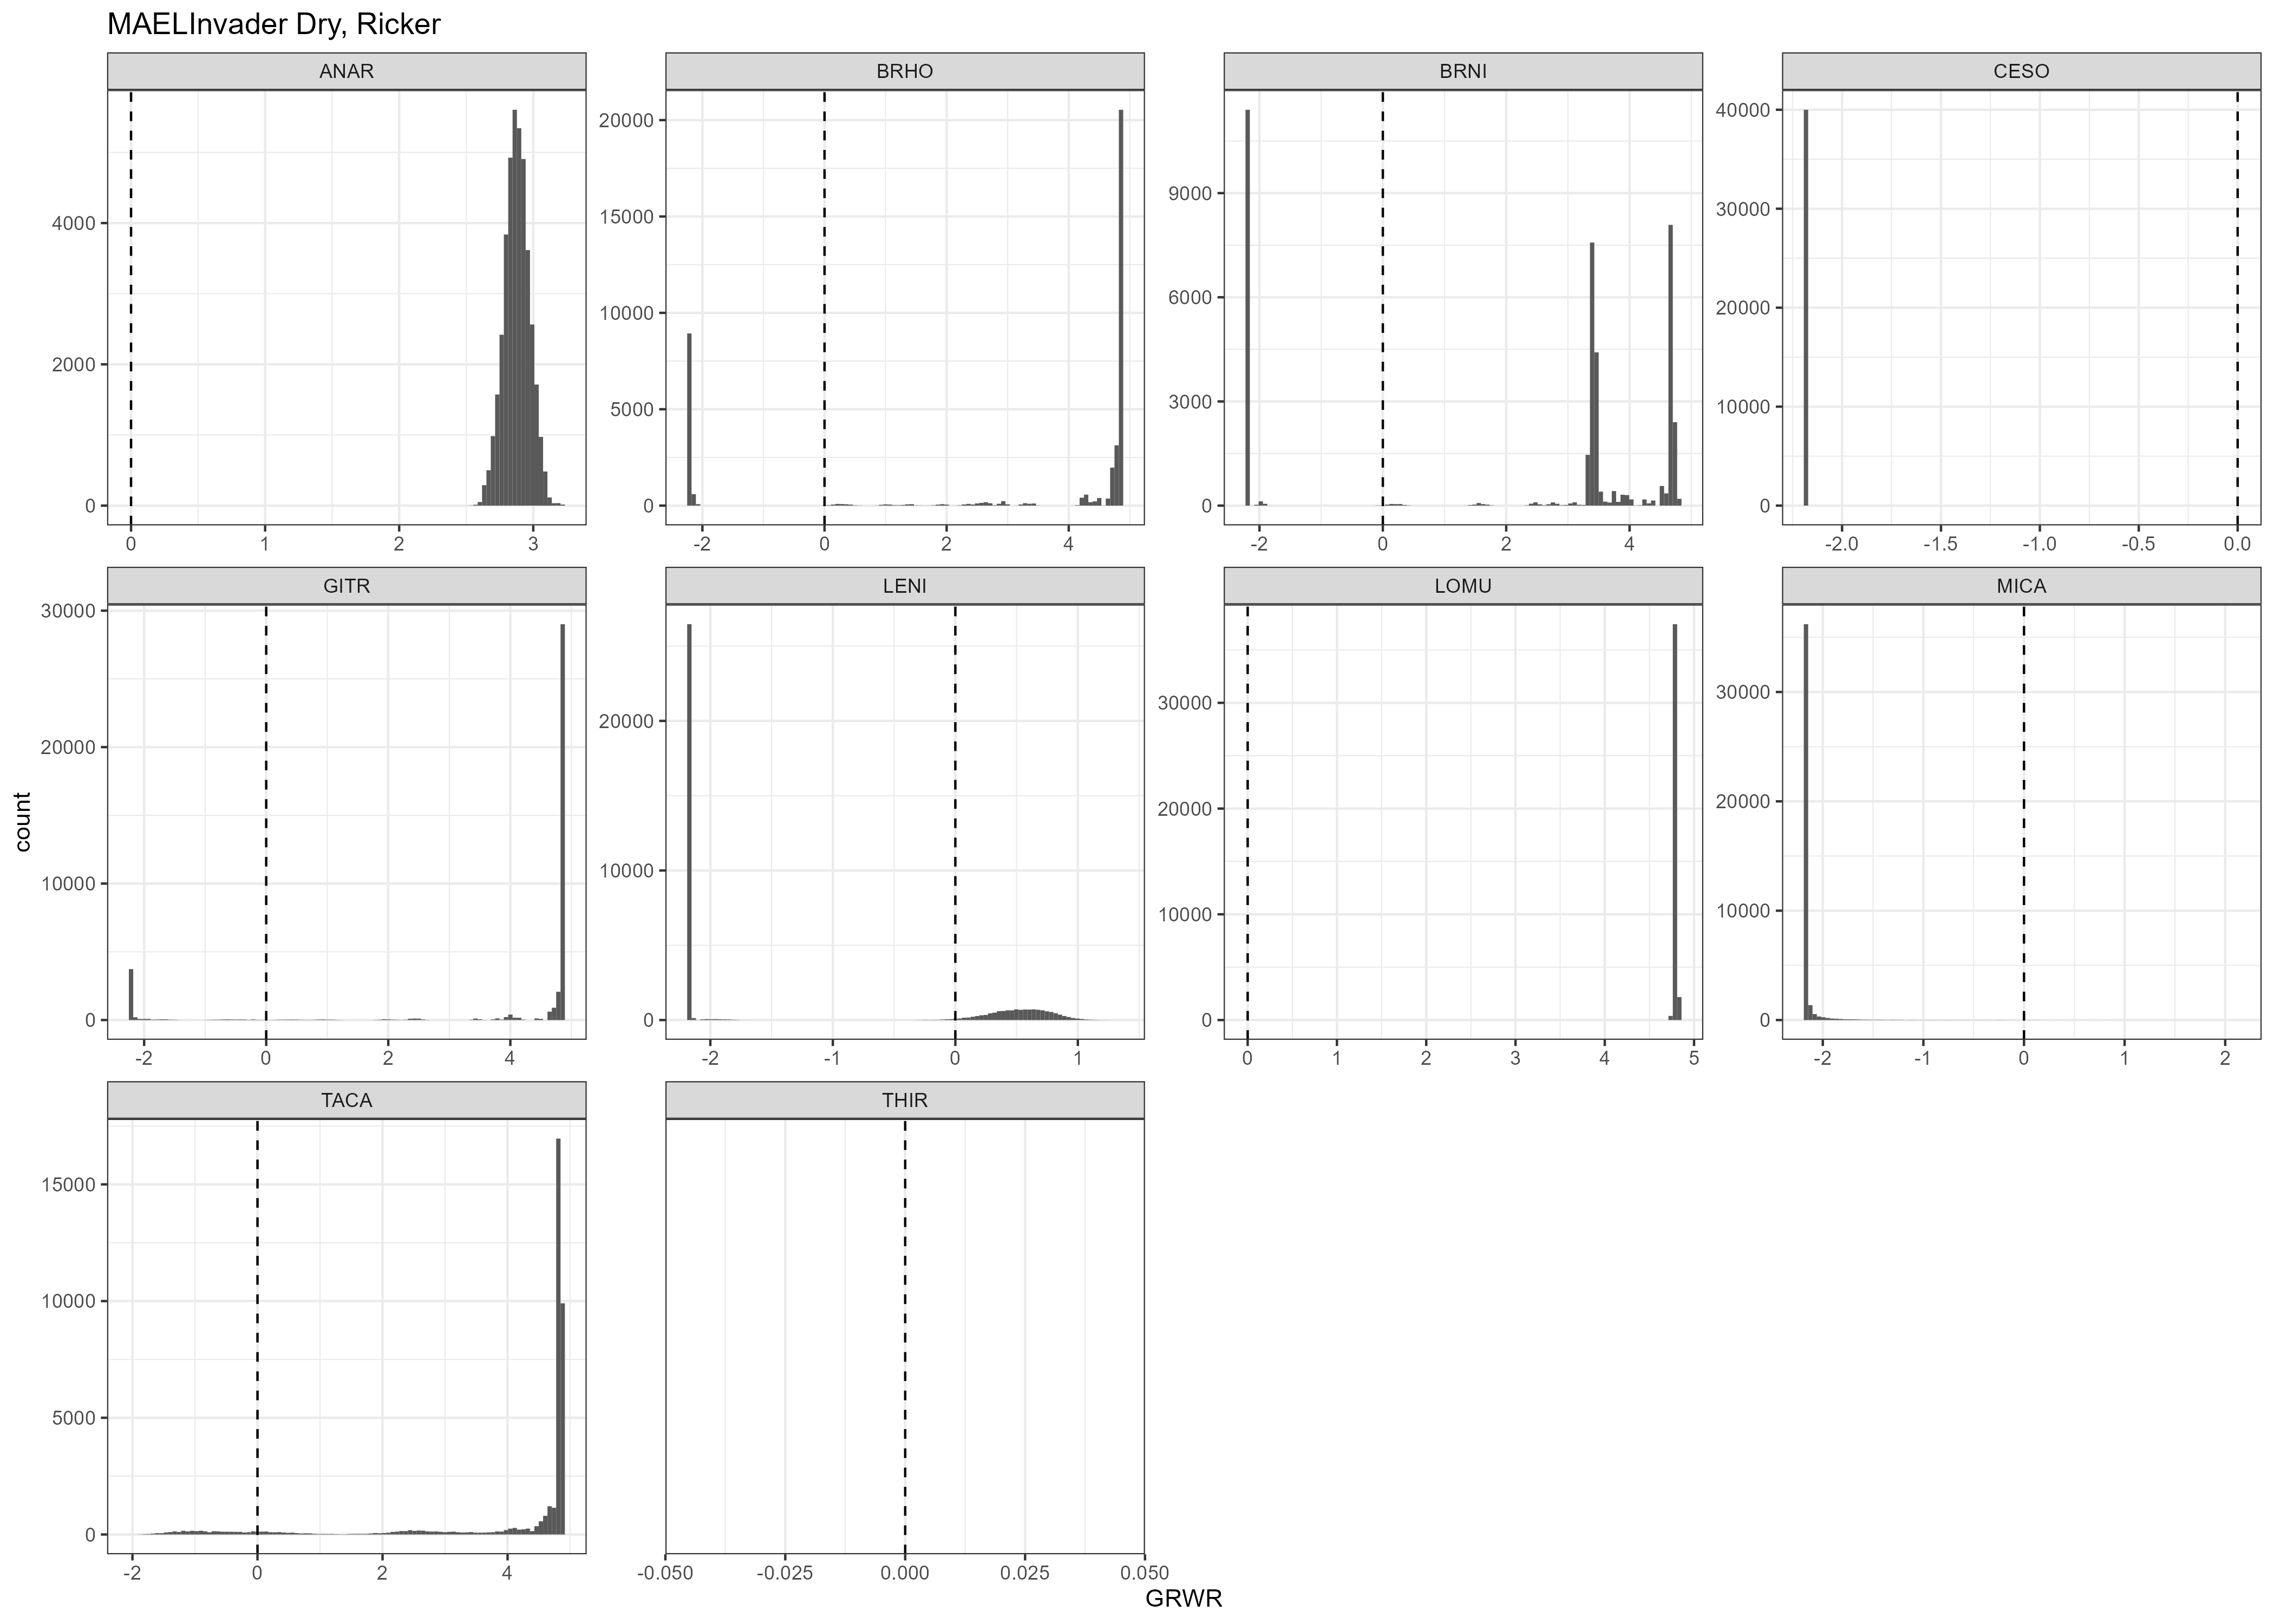 MAELInvader Dry, Ricker
ANAR BRHO BRNI CESO
0 2000 4000
0 5000 10000 15000 20000
0 3000 6000 9000
0 10000 20000 30000 40000
0 1 2 3
-2 0 2 4
-2 0 2 4
-2.0 -1.5 -1.0 -0.5 0.0
GITR LENI LOMU MICA
0 10000 20000 30000
0 10000 20000
0 10000 20000 30000
0 10000 20000 30000
-2 0 2 4
-2 -1 0 1
0 1 2 3 4 5
-2 -1 0 1 2
TACA THIR
0 5000 10000 15000
-2 0 2 4
-0.050 -0.025 0.000 0.025 0.050
count
GRWR